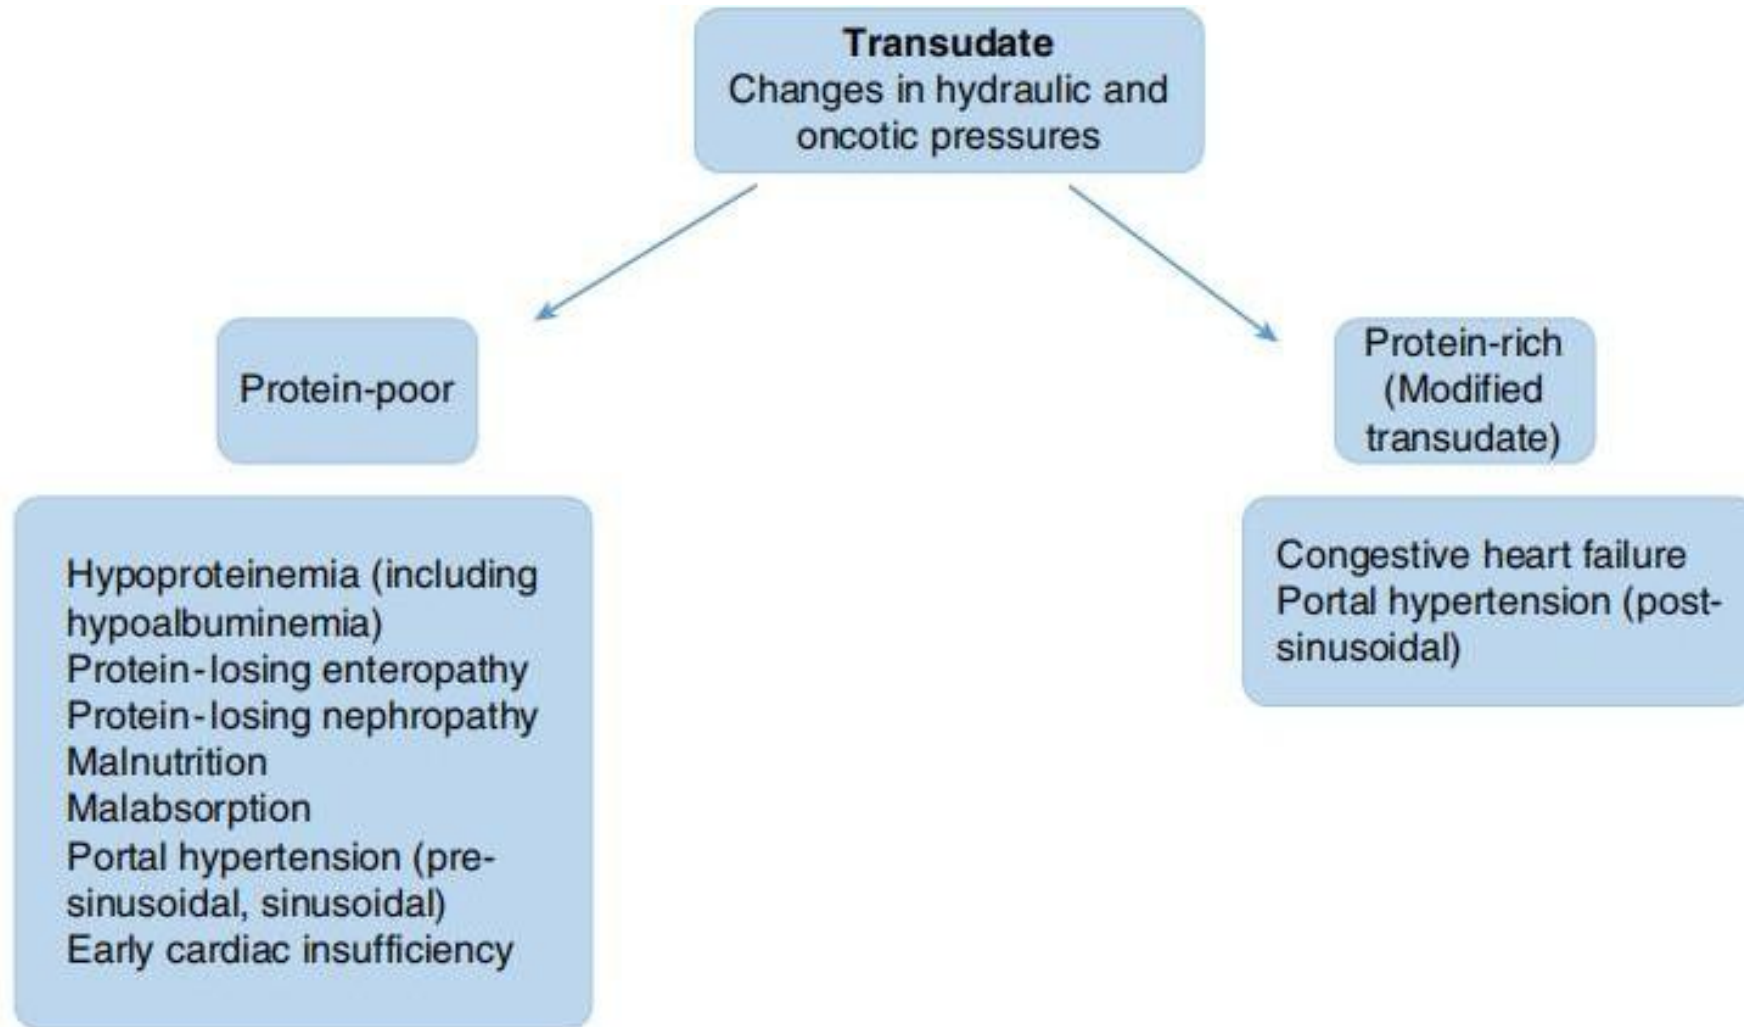 Transudate
Changes in hydraulic and
oncotic pressures
Protein-poor
Protein-rich
(Modified
transudate)
Hypoproteinemia (including
hypoalbuminemia)
Protein-losing enteropathy
Protein-losing nephropathy
Malnutrition
Malabsorption
Portal hypertension (pre-
sinusoidal, sinusoidal)
Early cardiac insufficiency
Congestive heart failure
Portal hypertension (post-
sinusoidal)